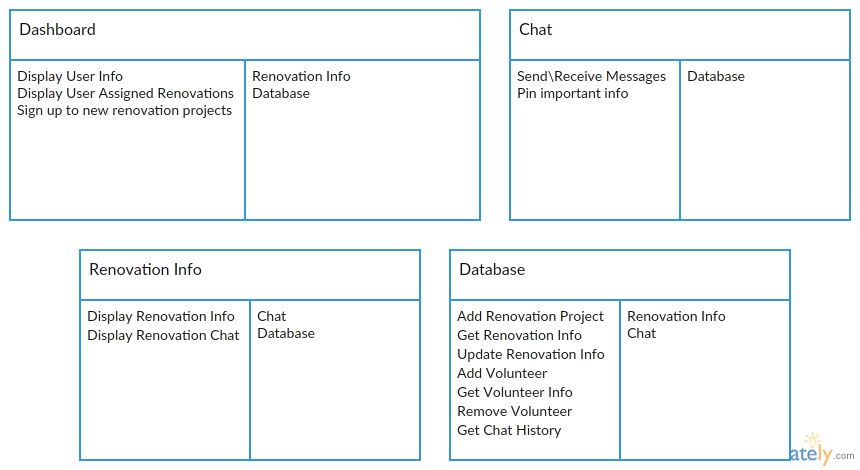 Dashboard
Display User Info
Display User Assigned Renovations
Sign up to new renovation projects
Renovation Info
Database
Chat
Send\Receive Messages
Pin important info
Database
Renovation Info
Display Renovation Info
Display Renovation Chat
Chat
Database
Database
Add Renovation Project
Get Renovation Info
Update Renovation Info
Add Volunteer
Get Volunteer Info
Remove Volunteer
Get Chat History
Renovation Info
Chat
ately.com